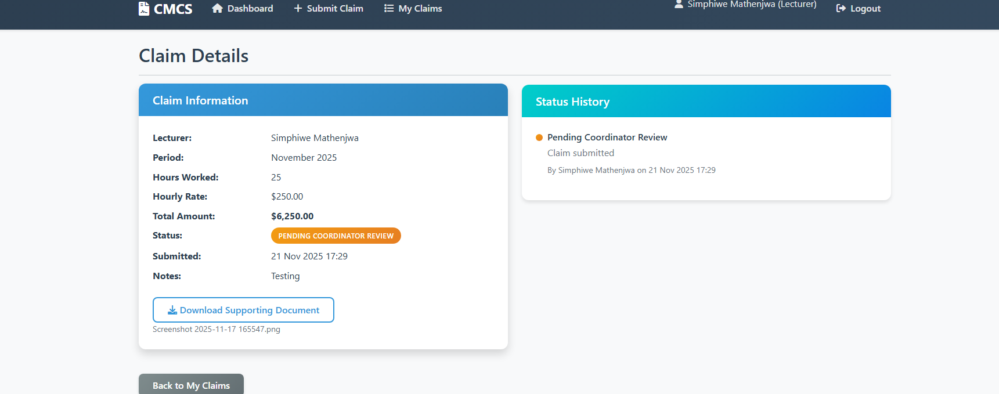 CMCS Dashboard Submit Claim My Claims Simphiwe Mathenjwa (Lecturer) Logout
Claim Details
Claim Information
Lecturer: Simphiwe Mathenjwa
Period: November 2025
Hours Worked: 25
Hourly Rate: $250.00
Total Amount: $6,250.00
Status: PENDING COORDINATOR REVIEW
Submitted: 21 Nov 2025 17:29
Notes: Testing
Download Supporting Document
Screenshot 2025-11-17 165547.png
Status History
Pending Coordinator Review
Claim submitted
By Simphiwe Mathenjwa on 21 Nov 2025 17:29
Back to My Claims